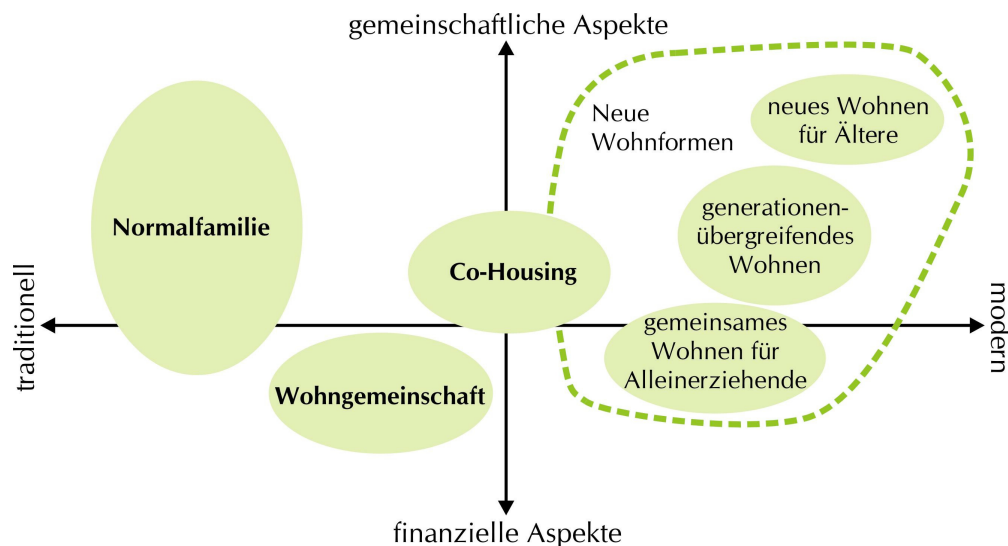 gemeinschaftliche Aspekte
Neue
Wohnformen
neues Wohnen
für Ältere
generationen-
übergreifendes
Wohnen
Normalfamilie
Co-Housing
traditionell
modern
gemeinsames
Wohnen für
Alleinerziehende
Wohngemeinschaft
finanzielle Aspekte